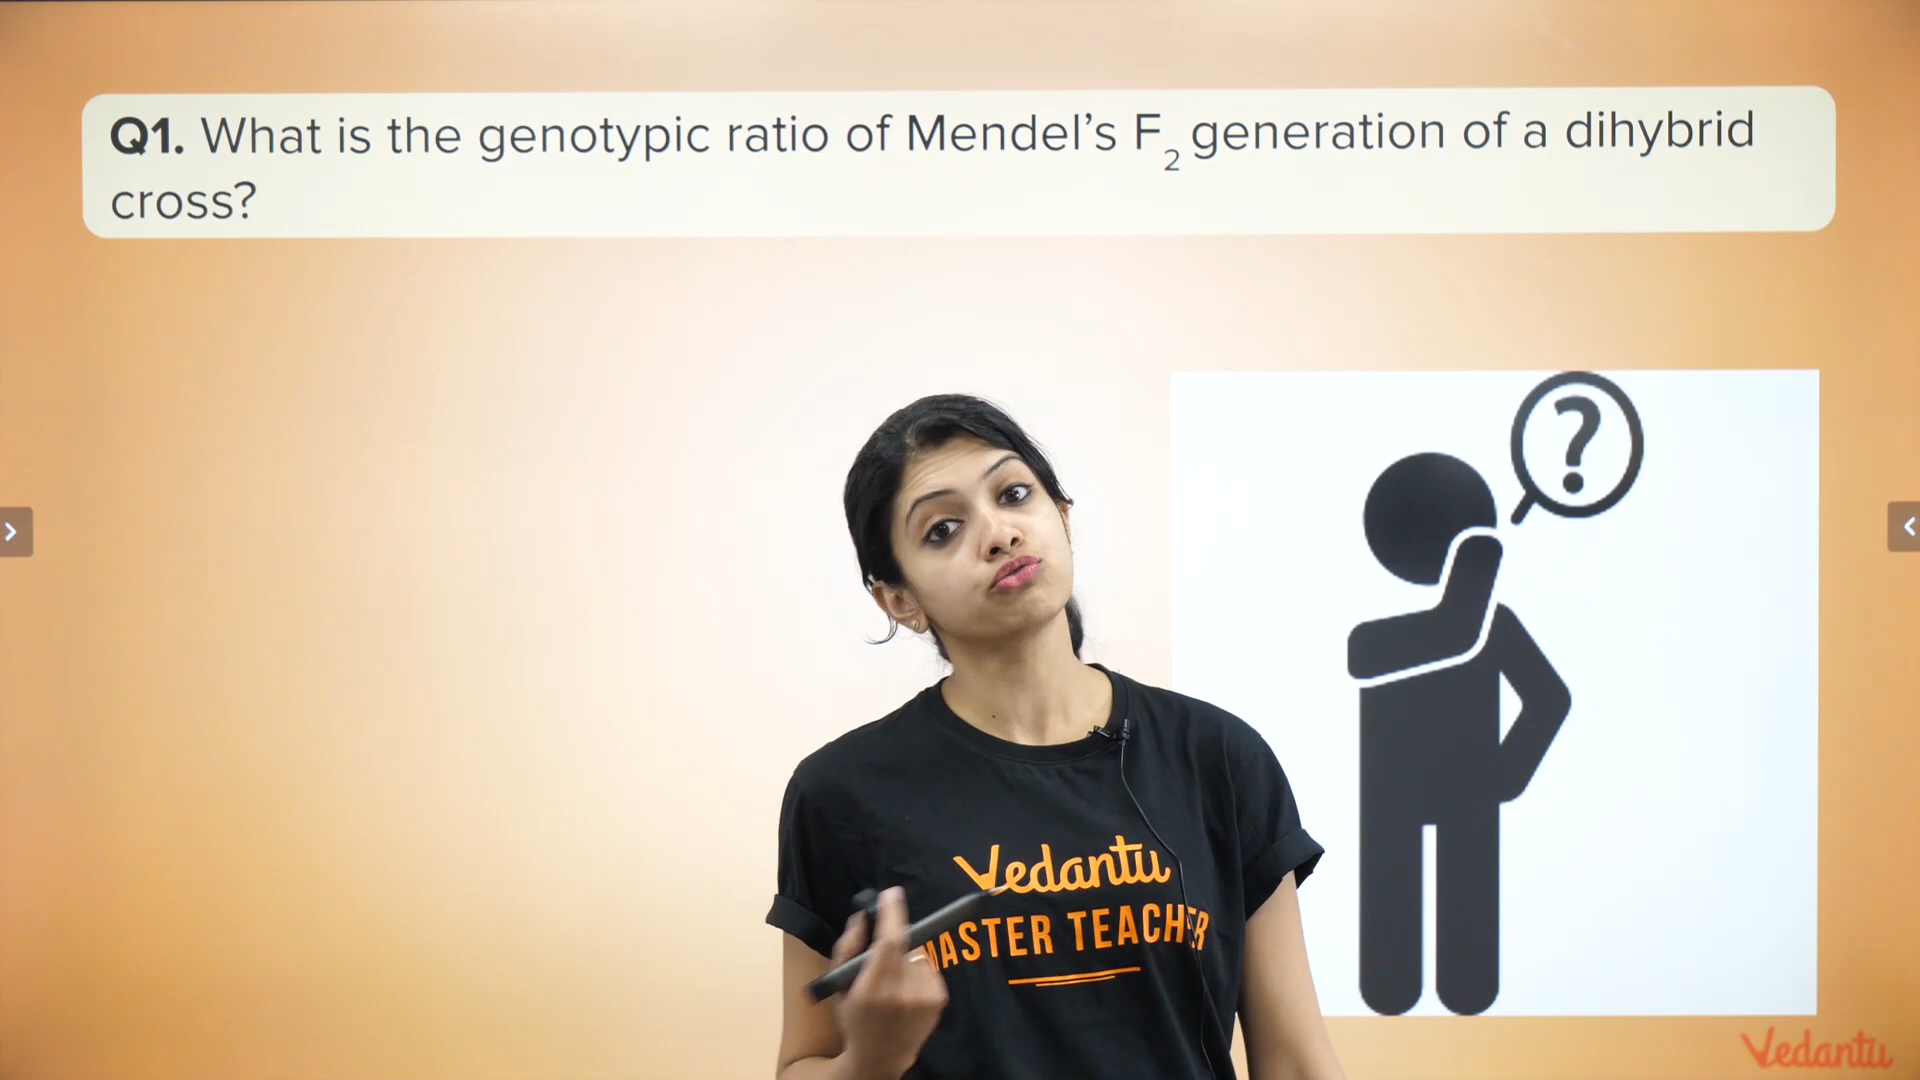 Q1. What is the genotypic ratio of Mendel's F₂ generation of a dihybrid
cross?
?
Vedantu
MASTER TEACHER
Vedantu